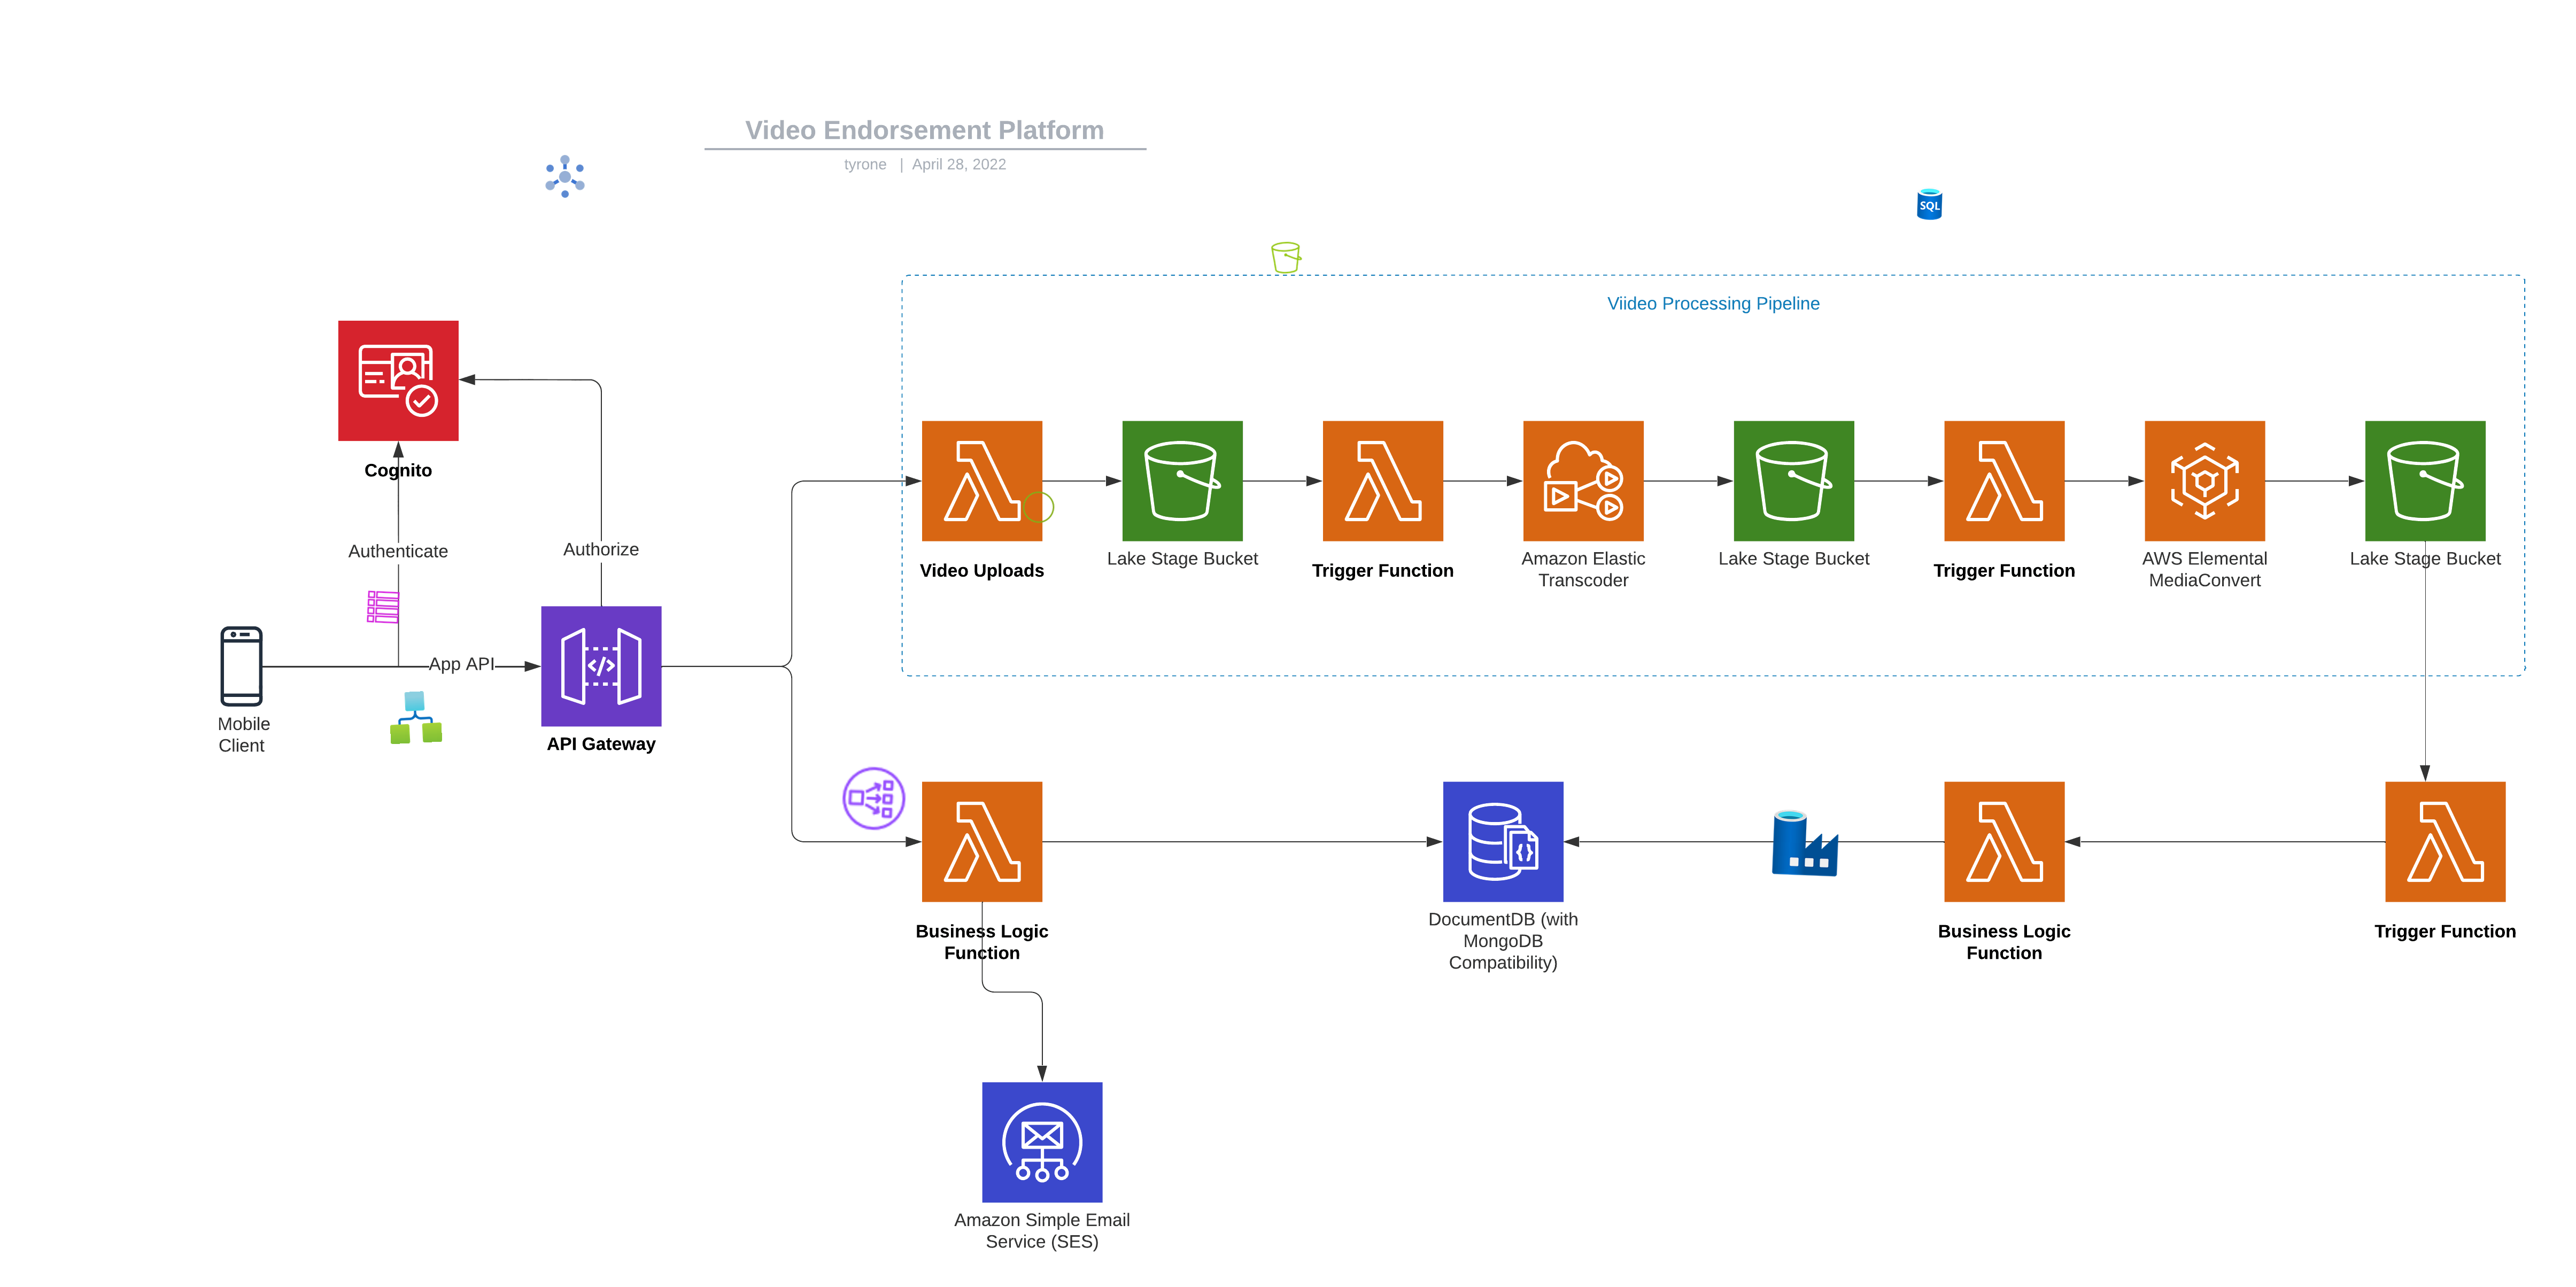 Video Endorsement Platform
tyrone | April 28, 2022
SQL
Viideo Processing Pipeline
Cognito
Authenticate
Authorize
Video Uploads
Lake Stage Bucket
Trigger Function
Amazon Elastic
Transcoder
Lake Stage Bucket
Trigger Function
AWS Elemental
MediaConvert
Lake Stage Bucket
App API
Mobile
Client
API Gateway
Business Logic
Function
DocumentDB (with
MongoDB
Compatibility)
Business Logic
Function
Trigger Function
Amazon Simple Email
Service (SES)